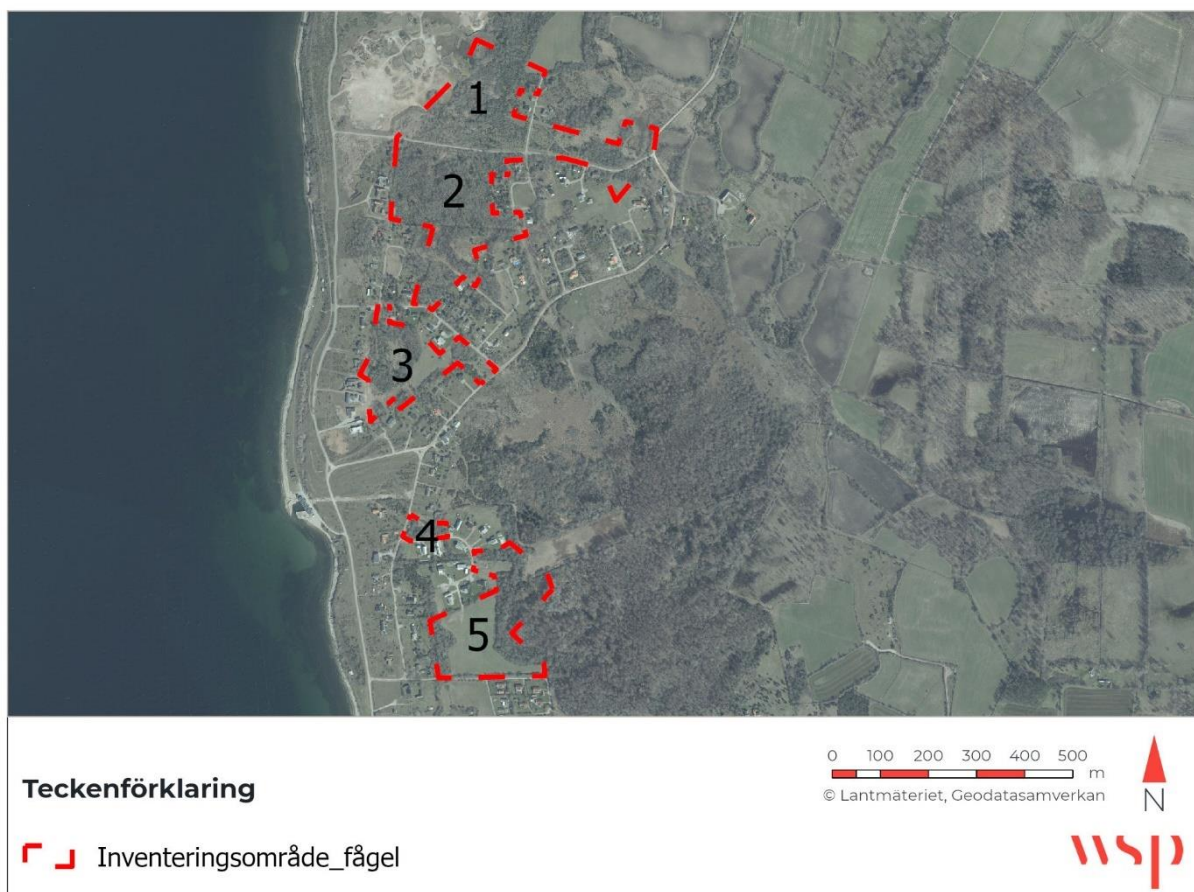 1
2
3
4
5
Teckenförklaring
Inventeringsområde_fågel
0 100 200 300 400 500
m
© Lantmäteriet, Geodatasamverkan
N
wsp